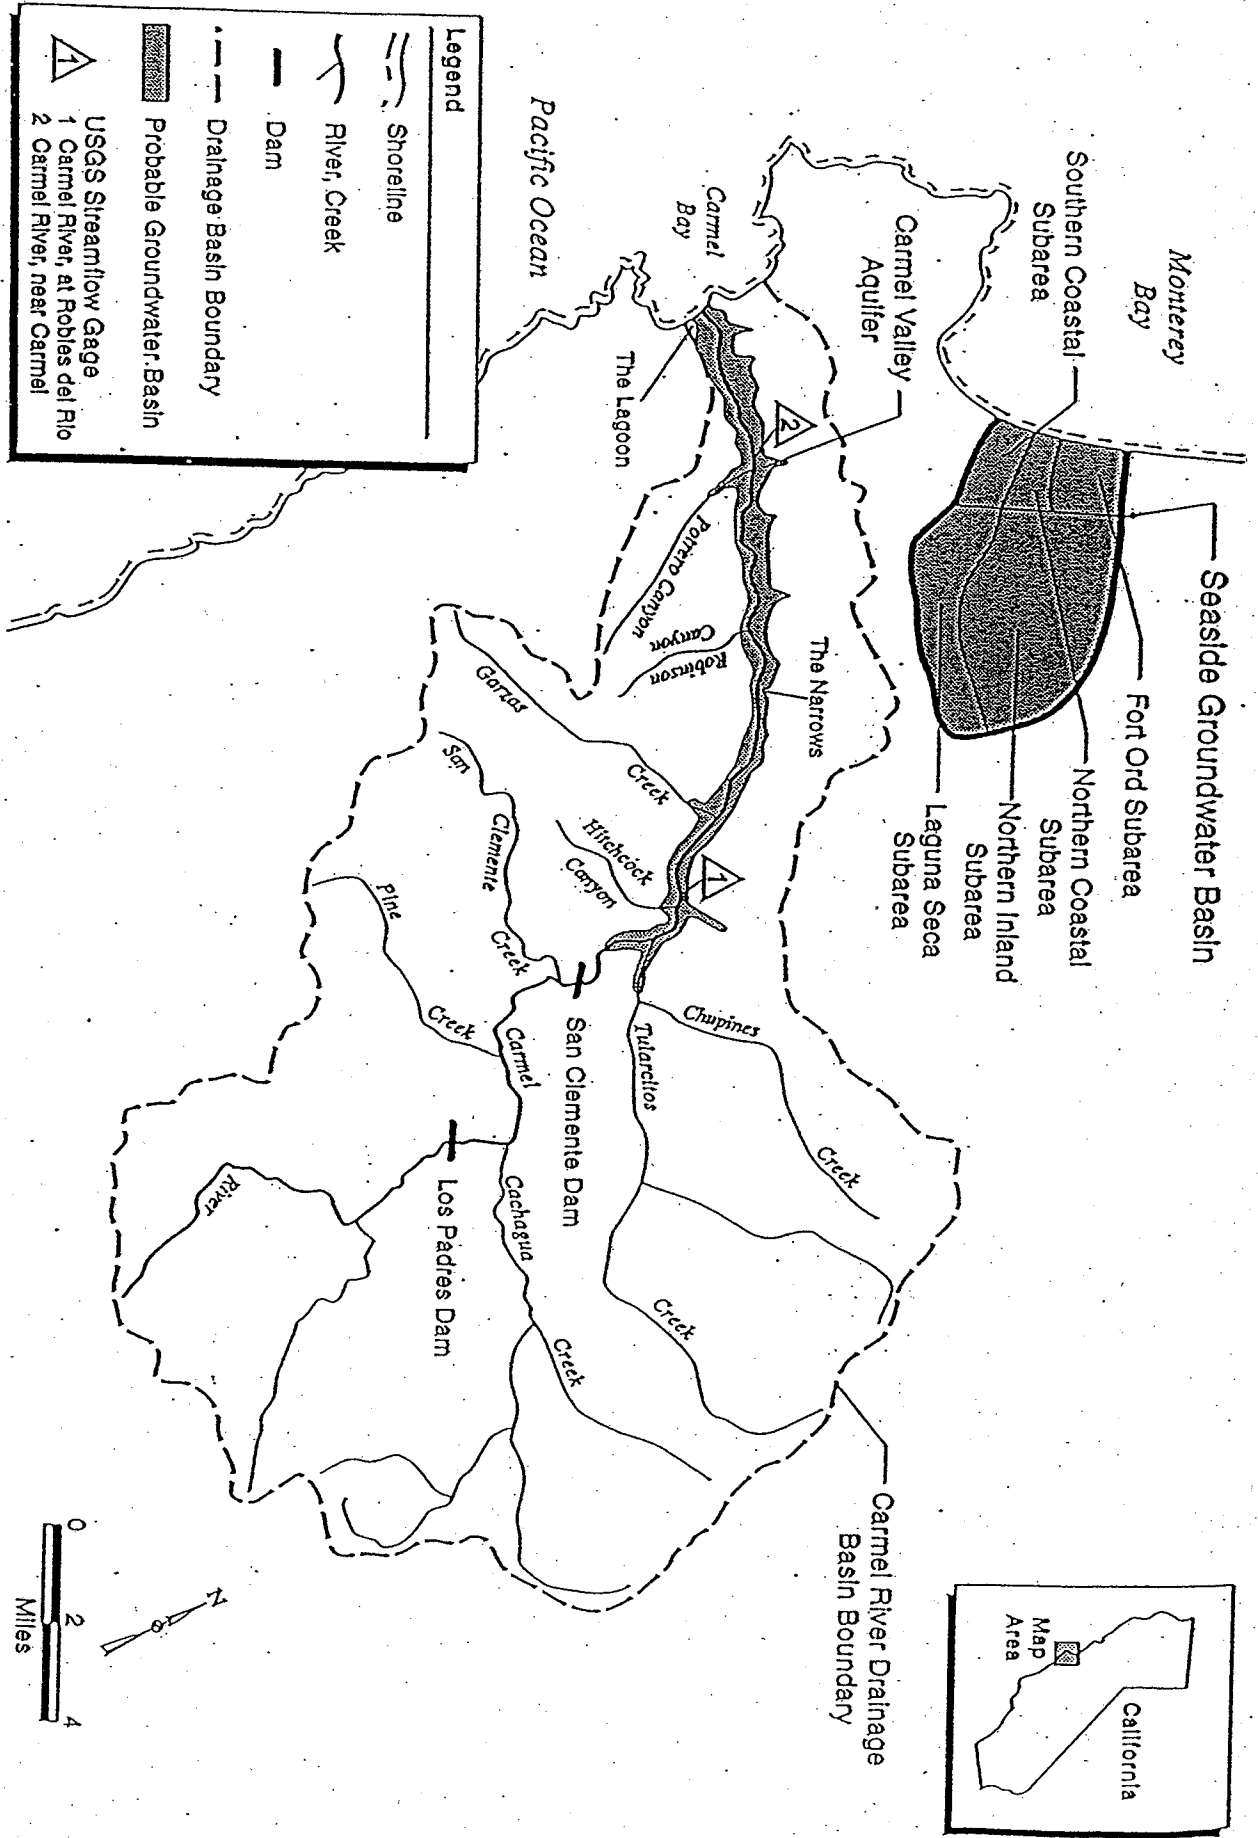 Seaside Groundwater Basin
Monterey
Bay
Southern Coastal
Subarea
Fort Ord Subarea
Northern Coastal
Subarea
Northern Inland
Subarea
Laguna Seca
Subarea
Carmel Valley
Aquifer
Carmel
Bay
Pacific Ocean
The Lagoon
2
The Narrows
Potrero Canyon
Robinson
Canyon
Garzas
Creek
San
Clemente
Creek
Hitchcock
Canyon
1
Pine
Creek
Carmel
River
San Clemente Dam
Los Padres Dam
Chupines
Creek
Tularcitos
Creek
Cachagua
Creek
Carmel River Drainage
Basin Boundary
California
Map
Area
Legend
Shoreline
River, Creek
Dam
Drainage Basin Boundary
Probable Groundwater Basin
1
USGS Streamflow Gage
1 Carmel River, at Robles del Rio
2 Carmel River, near Carmel
N
0 2 4
Miles